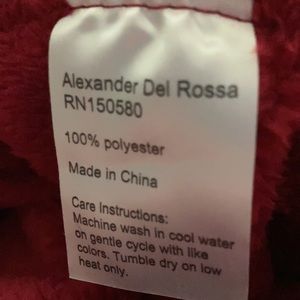 Alexander Del Rossa
RN150580
100% polyester
Made in China
Care Instructions:
Machine wash in cool water
on gentle cycle with like
colors. Tumble dry on low
heat only.